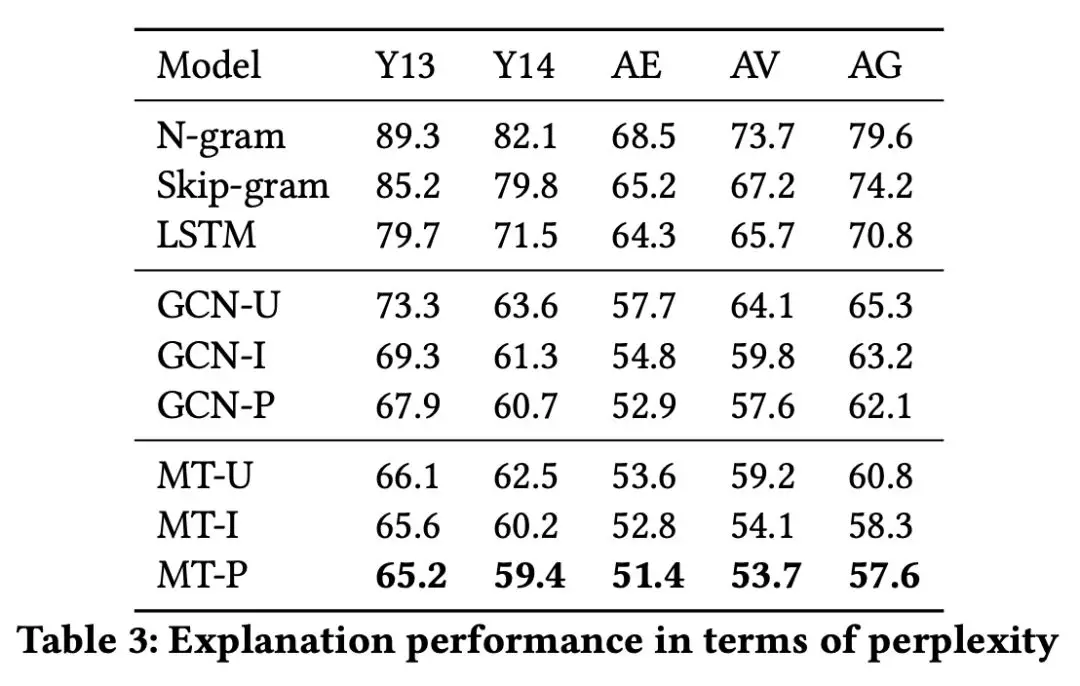 Model Y13 Y14 AE AV AG
N-gram 89.3 82.1 68.5 73.7 79.6
Skip-gram 85.2 79.8 65.2 67.2 74.2
LSTM 79.7 71.5 64.3 65.7 70.8
GCN-U 73.3 63.6 57.7 64.1 65.3
GCN-I 69.3 61.3 54.8 59.8 63.2
GCN-P 67.9 60.7 52.9 57.6 62.1
MT-U 66.1 62.5 53.6 59.2 60.8
MT-I 65.6 60.2 52.8 54.1 58.3
MT-P 65.2 59.4 51.4 53.7 57.6
Table 3: Explanation performance in terms of perplexity